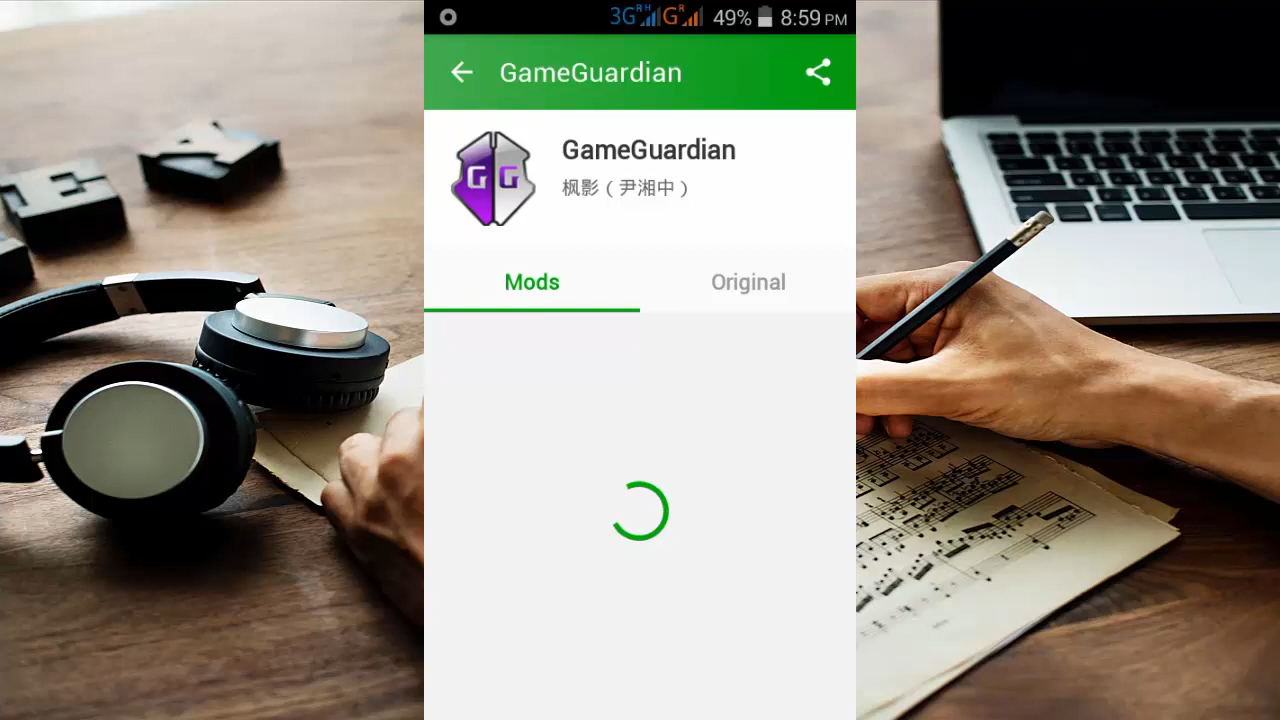 3G R H G R 49% 8:59 PM
GameGuardian
G G
GameGuardian
枫影（尹湘中）
Mods Original